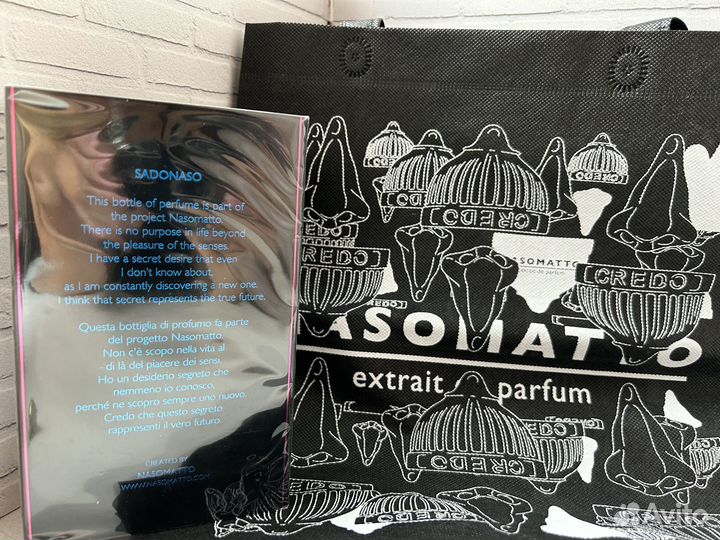 SADONASO
This bottle of perfume is part of
the project Nasomatto.
There is no purpose in life beyond
the pleasure of the senses.
I have a secret desire that even
I don't know about,
as I am constantly discovering a new one.
I think that secret represents the true future.
Questa bottiglia di profumo fa parte
del progetto Nasomatto.
Non c'è scopo nella vita al
di là del piacere dei sensi.
Ho un desiderio segreto che
nemmeno io conosco,
perché ne scopro sempre uno nuovo.
Credo che questo segreto
rappresenti il vero futuro.
CREATED BY
NASOMATTO
WWW.NASOMATTO.COM
CREDO
CREDO
CREDO
CREDO
NASOMATTO
CREDO
NASOMATTO
extrait parfum
CREDO
CREDO
CREDO
Avito